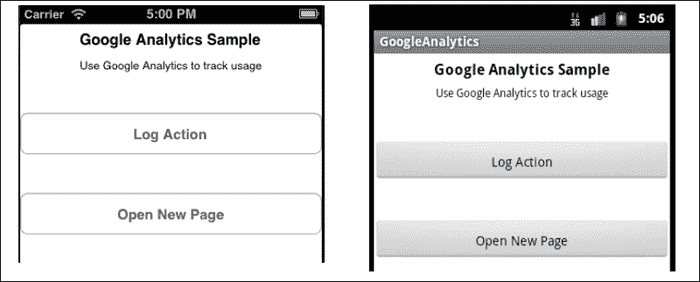 Carrier 5:00 PM
Google Analytics Sample
Use Google Analytics to track usage
Log Action
Open New Page
3G 5:06
GoogleAnalytics
Google Analytics Sample
Use Google Analytics to track usage
Log Action
Open New Page